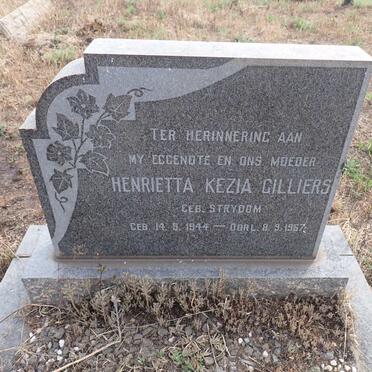 TER HERINNERING AAN
MY EGGENOTE EN ONS MOEDER
HENRIETTA KEZIA CILLIERS
GEB. STRYDOM
GEB. 14. 5. 1944 — OORL. 8. 9. 1967